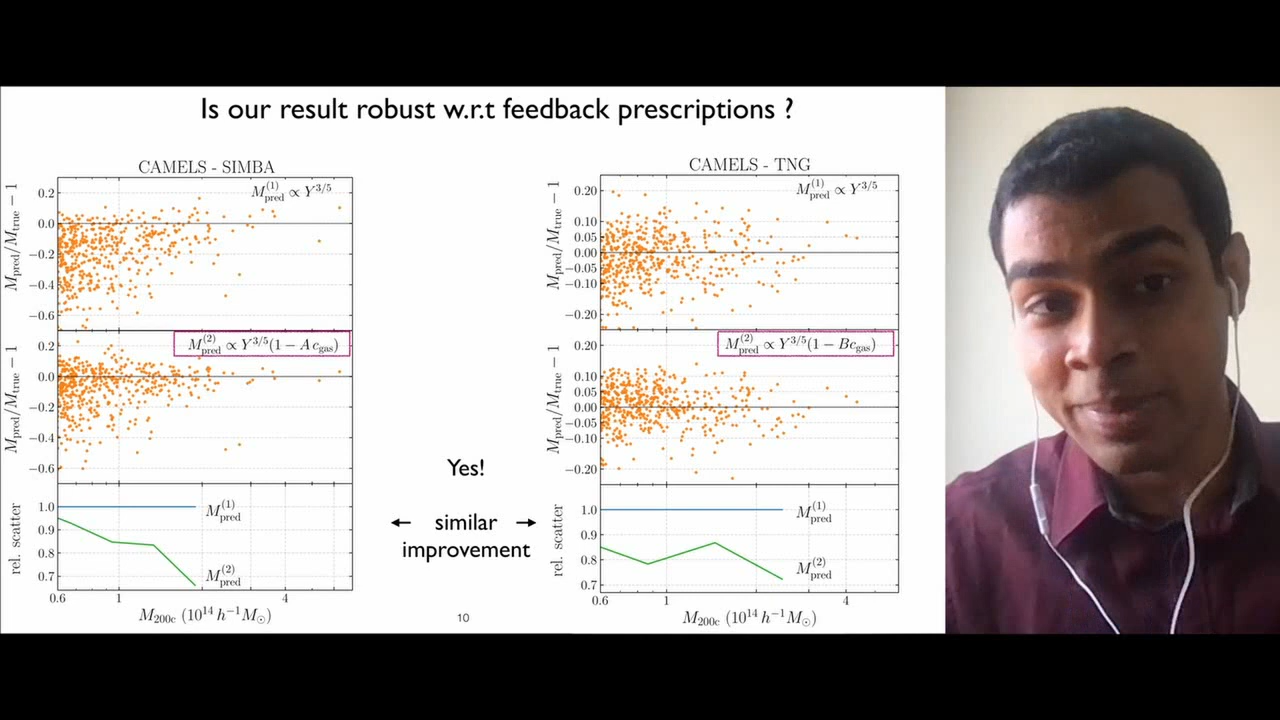 Is our result robust w.r.t feedback prescriptions ?
CAMELS - SIMBA
M_pred^(1) ∝ Y^3/5
M_pred/M_true − 1
0.2
0.0
−0.2
−0.4
−0.6
M_pred^(2) ∝ Y^3/5(1 − A c_gas)
M_pred/M_true − 1
0.2
0.0
−0.2
−0.4
−0.6
rel. scatter
1.0
0.9
0.8
0.7
M_pred^(1)
M_pred^(2)
0.6 1 4
M_200c (10^14 h^−1 M_⊙)
Yes!
← similar →
improvement
10
CAMELS - TNG
M_pred^(1) ∝ Y^3/5
M_pred/M_true − 1
0.20
0.10
0.05
0.00
−0.05
−0.10
−0.20
M_pred^(2) ∝ Y^3/5(1 − Bc_gas)
M_pred/M_true − 1
0.20
0.10
0.05
0.00
−0.05
−0.10
−0.20
rel. scatter
1.0
0.9
0.8
0.7
M_pred^(1)
M_pred^(2)
0.6 1 4
M_200c (10^14 h^−1 M_⊙)